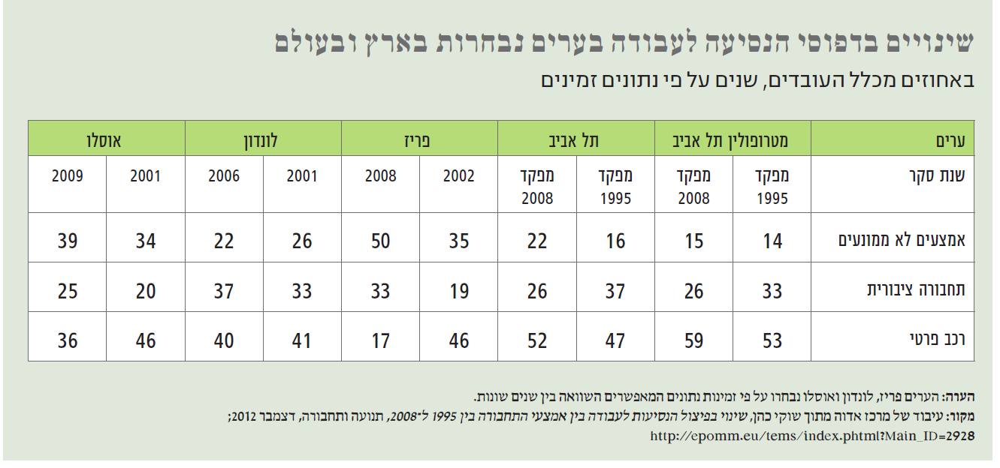 שינויים בדפוסי הנסיעה לעבודה בערים נבחרות בארץ ובעולם
באחוזים מכלל העובדים, שנים על פי נתונים זמינים
ערים מטרופולין תל אביב תל אביב פריז לונדון אוסלו
שנת סקר מפקד 1995 מפקד 2008 מפקד 1995 מפקד 2008 2002 2008 2001 2006 2001 2009
אמצעים לא ממונעים 14 15 16 22 35 50 26 22 34 39
תחבורה ציבורית 33 26 37 26 19 33 33 37 20 25
רכב פרטי 53 59 47 52 46 17 41 40 46 36
הערה: הערים פריז, לונדון ואוסלו נבחרו על פי זמינות נתונים המאפשרים השוואה בין שנים שונות.
מקור: עיבוד של מרכז אדוה מתוך שוקי כהן, שינוי בפיצול הנסיעות לעבודה בין אמצעי התחבורה בין 1995 ל־2008, תנועה ותחבורה, דצמבר 2012;
http://epomm.eu/tems/index.phtml?Main_ID=2928